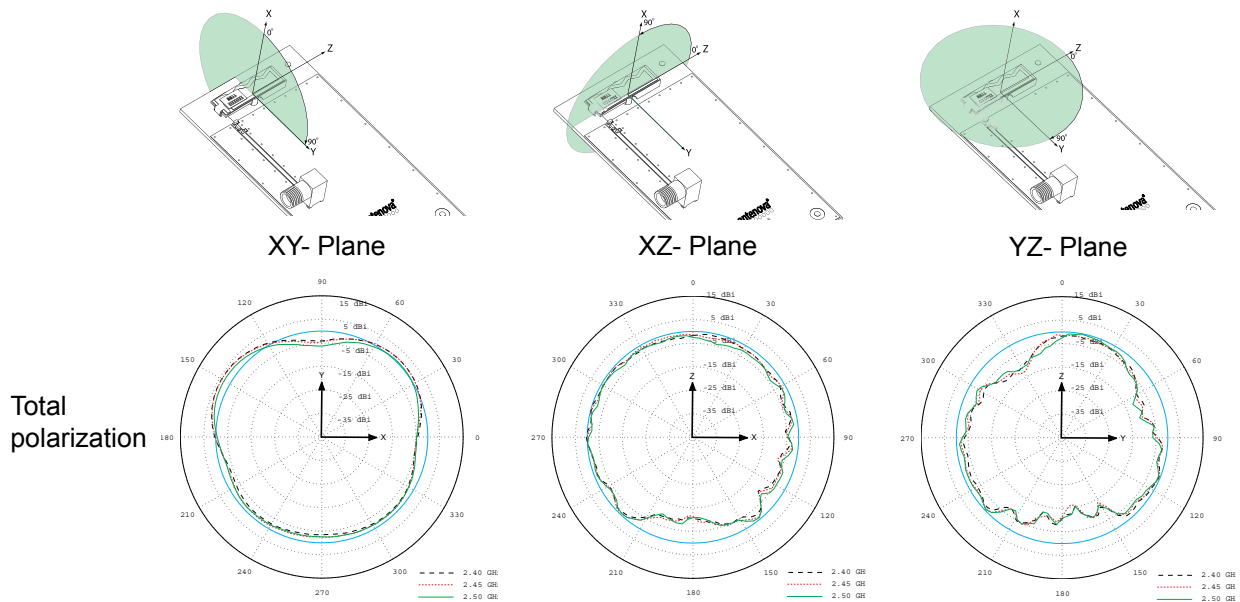 X
0°
Z
90°
Y
X
90°
0°
Z
Y
X
Z
0°
90°
Y
antenova
antenova
antenova
XY- Plane
XZ- Plane
YZ- Plane
Total
polarization
90
120
60
150
30
180
0
210
330
240
300
270
15 dBi
5 dBi
-5 dBi
-15 dBi
-25 dBi
-35 dBi
Y
X
2.40 GH
2.45 GH
2.50 GH
0
30
300
60
270
90
240
120
150
180
15 dBi
5 dBi
-5 dBi
-15 dBi
-25 dBi
-35 dBi
Z
X
2.40 GH
2.45 GH
2.50 GH
0
330
30
300
60
270
90
240
120
210
150
180
15 dBi
5 dBi
-5 dBi
-15 dBi
-25 dBi
-35 dBi
Z
Y
2.40 GH
2.45 GH
2.50 GH